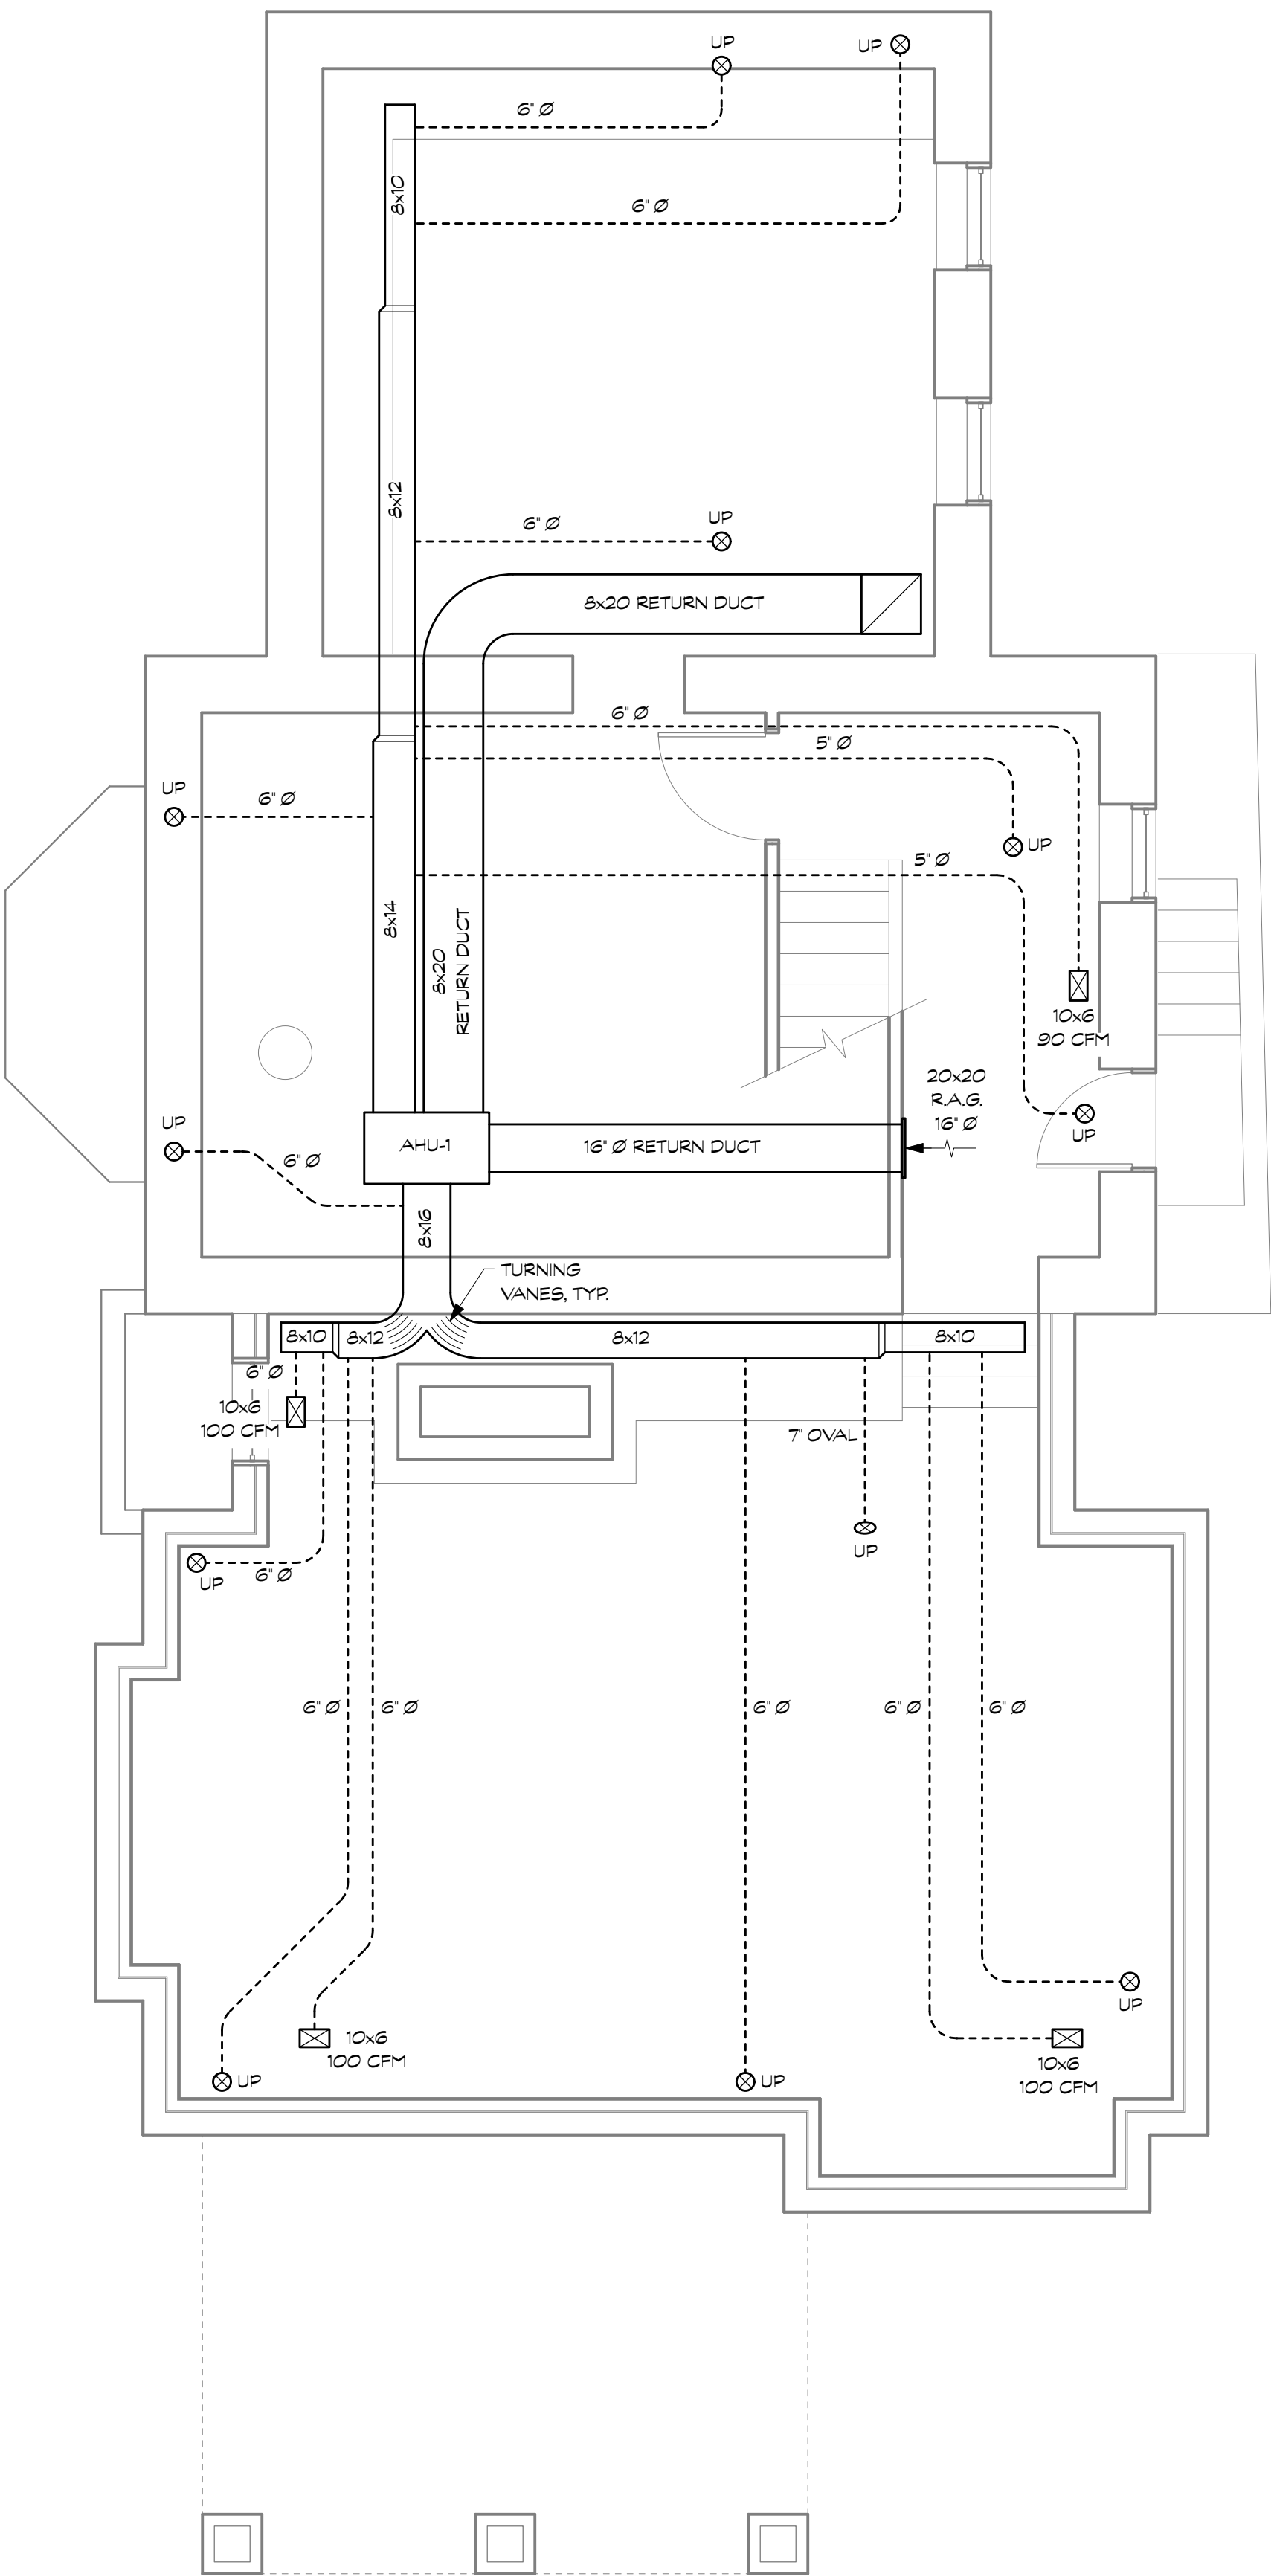 UP
UP
6" Ø
8x10
6" Ø
8x12
UP
6" Ø
8x20 RETURN DUCT
6" Ø
5" Ø
UP
6" Ø
UP
5" Ø
8x14
8x20
RETURN DUCT
10x6
90 CFM
20x20
R.A.G.
16" Ø
UP
UP
AHU-1
16" Ø RETURN DUCT
6" Ø
8x16
TURNING
VANES, TYP.
8x10
8x12
8x12
8x10
6" Ø
10x6
100 CFM
7" OVAL
UP
6" Ø
UP
6" Ø
6" Ø
6" Ø
6" Ø
6" Ø
UP
10x6
100 CFM
10x6
100 CFM
UP
UP